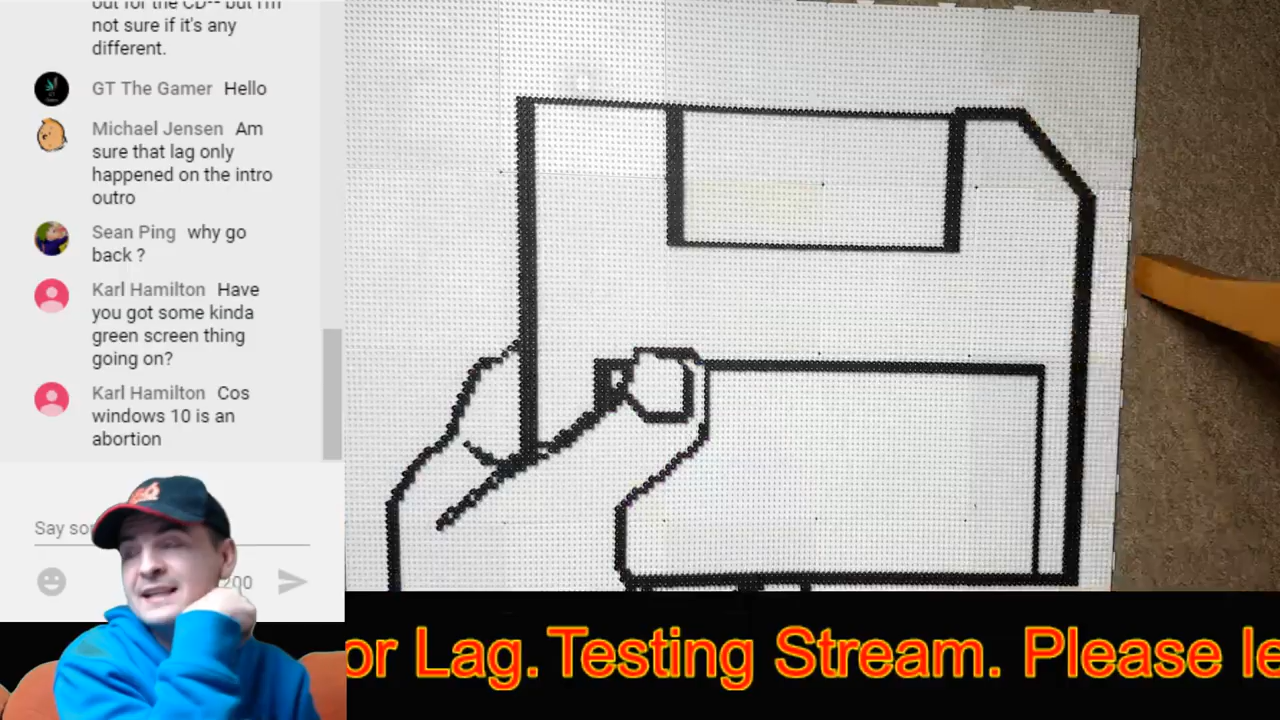 out for the CD-- but I'm
not sure if it's any
different.
GT The Gamer Hello
Michael Jensen Am
sure that lag only
happened on the intro
outro
Sean Ping why go
back ?
Karl Hamilton Have
you got some kinda
green screen thing
going on?
Karl Hamilton Cos
windows 10 is an
abortion
Say so
200
or Lag. Testing Stream. Please le